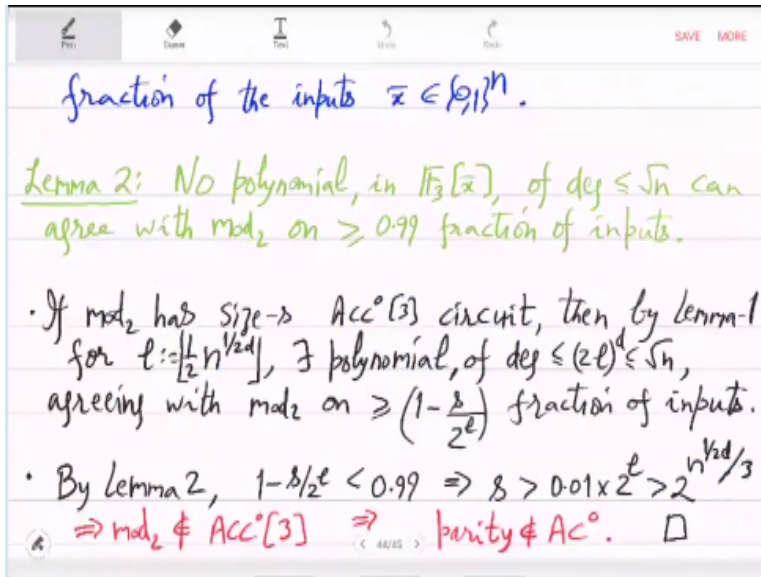 Pen Eraser Text Undo Redo SAVE MORE
fraction of the inputs x̄ ∈ {0,1}ⁿ.
Lemma 2: No polynomial, in 𝔽₃[x̄], of deg ≤ √n can
agree with mod₂ on ≥ 0.99 fraction of inputs.
· If mod₂ has size-s Acc⁰[3] circuit, then by Lemma-1
for ℓ:=⌊½ n^{1/2d}⌋, ∃ polynomial, of deg ≤ (2ℓ)^d ≤ √n,
agreeing with mod₂ on ≥ (1 - s/2^ℓ) fraction of inputs.
· By Lemma 2, 1-s/2^ℓ < 0.99 ⇒ s > 0.01×2^ℓ > 2^{n^{1/2d}/3}
⇒ mod₂ ∉ ACC⁰[3] ⇒ parity ∉ AC⁰. □
< 44/45 >